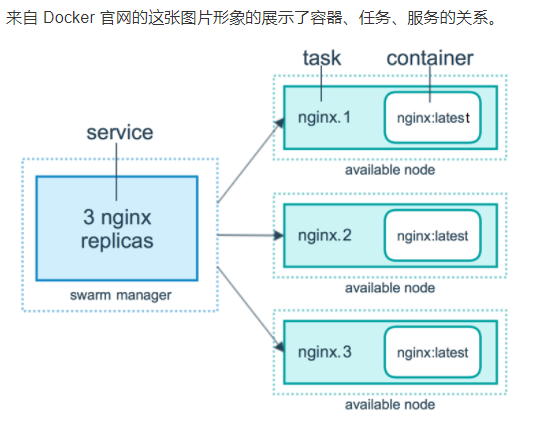 来自 Docker 官网的这张图片形象的展示了容器、任务、服务的关系。
task
container
service
nginx.1
nginx:latest
available node
3 nginx
replicas
swarm manager
nginx.2
nginx:latest
available node
nginx.3
nginx:latest
available node